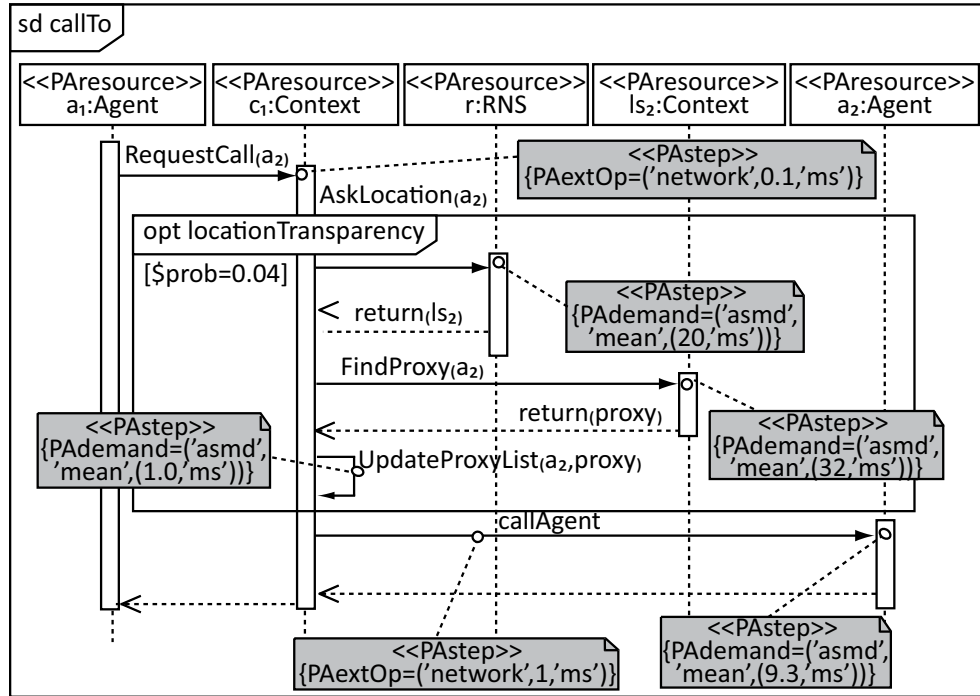 sd callTo
<<PAresource>>
a₁:Agent
<<PAresource>>
c₁:Context
<<PAresource>>
r:RNS
<<PAresource>>
ls₂:Context
<<PAresource>>
a₂:Agent
RequestCall(a₂)
<<PAstep>>
{PAextOp=('network',0.1,'ms')}
AskLocation(a₂)
opt locationTransparency
[$prob=0.04]
<<PAstep>>
{PAdemand=('asmd',
'mean',(20,'ms'))}
return(ls₂)
FindProxy(a₂)
return(proxy)
<<PAstep>>
{PAdemand=('asmd',
'mean',(1.0,'ms'))}
<<PAstep>>
{PAdemand=('asmd',
'mean',(32,'ms'))}
UpdateProxyList(a₂,proxy)
callAgent
<<PAstep>>
{PAextOp=('network',1,'ms')}
<<PAstep>>
{PAdemand=('asmd',
'mean',(9.3,'ms'))}